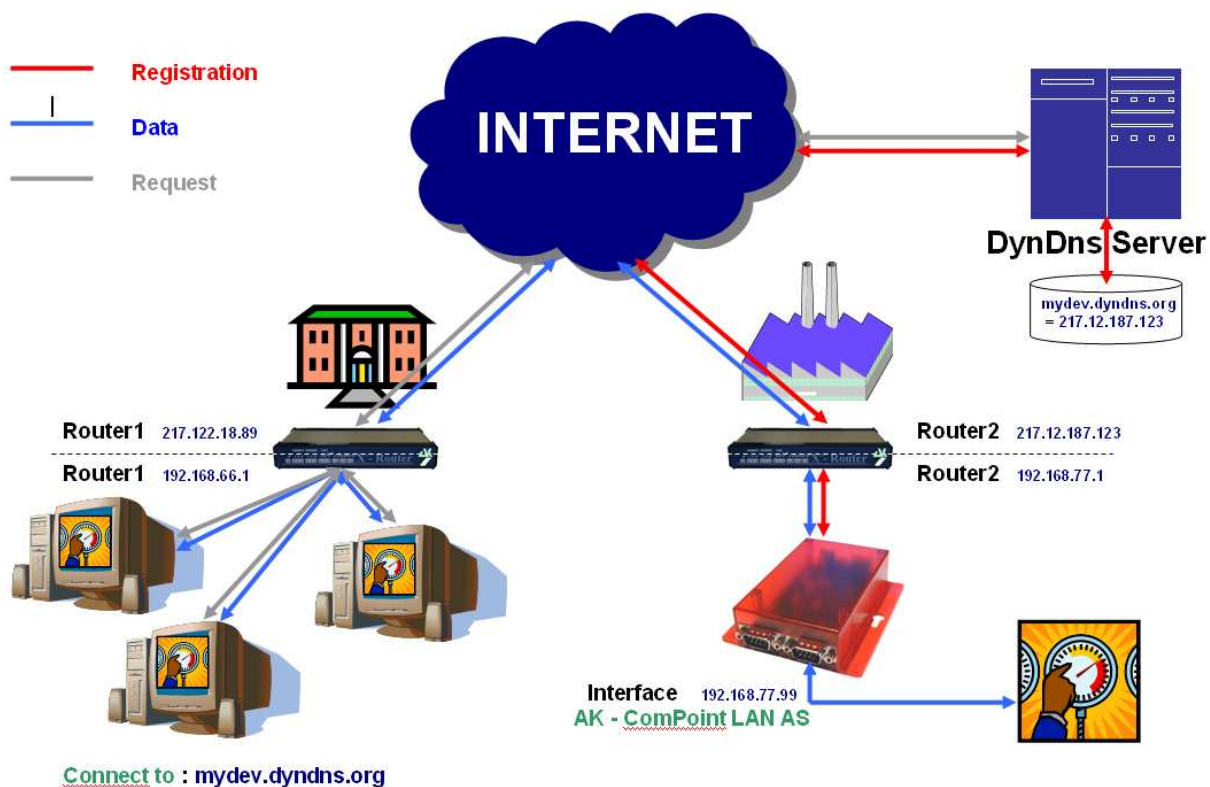 Registration
Data
Request
INTERNET
DynDns Server
mydev.dyndns.org
= 217.12.187.123
Router1 217.122.18.89
Router1 192.168.66.1
Router2 217.12.187.123
Router2 192.168.77.1
X - Router
X - Router
Interface 192.168.77.99
AK - ComPoint LAN AS
Connect to : mydev.dyndns.org